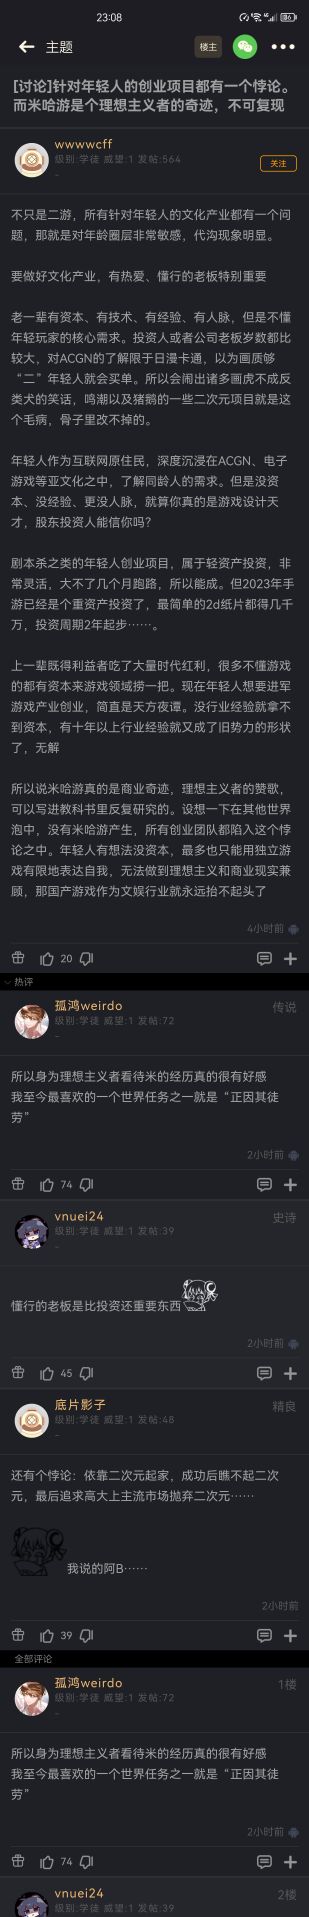 23:08
主题
楼主
[讨论]针对年轻人的创业项目都有一个悖论。
而米哈游是个理想主义者的奇迹，不可复现
wwwwcff
级别:学徒 威望:1 发帖:564
关注
不只是二游，所有针对年轻人的文化产业都有一个问
题，那就是对年龄圈层非常敏感，代沟现象明显。
要做好文化产业，有热爱、懂行的老板特别重要
老一辈有资本、有技术、有经验、有人脉，但是不懂
年轻玩家的核心需求。投资人或者公司老板岁数都比
较大，对ACGN的了解限于日漫卡通，以为画质够
“二”年轻人就会买单。所以会闹出诸多画虎不成反
类犬的笑话，鸣潮以及猪鹅的一些二次元项目就是这
个毛病，骨子里改不掉的。
年轻人作为互联网原住民，深度沉浸在ACGN、电子
游戏等亚文化之中，了解同龄人的需求。但是没资
本、没经验、更没人脉，就算你真的是游戏设计天
才，股东投资人能信你吗？
剧本杀之类的年轻人创业项目，属于轻资产投资，非
常灵活，大不了几个月跑路，所以能成。但2023年手
游已经是个重资产投资了，最简单的2d纸片都得几千
万，投资周期2年起步……。
上一辈既得利益者吃了大量时代红利，很多不懂游戏
的都有资本来游戏领域捞一把。现在年轻人想要进军
游戏产业创业，简直是天方夜谭。没行业经验就拿不
到资本，有十年以上行业经验就又成了旧势力的形状
了，无解
所以说米哈游真的是商业奇迹，理想主义者的赞歌，
可以写进教科书里反复研究的。设想一下在其他世界
泡中，没有米哈游产生，所有创业团队都陷入这个悖
论之中。年轻人有想法没资本，最多也只能用独立游
戏有限地表达自我，无法做到理想主义和商业现实兼
顾，那国产游戏作为文娱行业就永远抬不起头了
4小时前
20
热评
孤鸿weirdo
传说
级别:学徒 威望:1 发帖:72
所以身为理想主义者看待米的经历真的很有好感
我至今最喜欢的一个世界任务之一就是“正因其徒
劳”
2小时前
74
vnuei24
史诗
级别:学徒 威望:1 发帖:39
懂行的老板是比投资还重要东西
2小时前
45
底片影子
精良
级别:学徒 威望:1 发帖:48
还有个悖论：依靠二次元起家，成功后瞧不起二次
元，最后追求高大上主流市场抛弃二次元……
我说的阿B……
2小时前
39
全部评论
孤鸿weirdo
1楼
级别:学徒 威望:1 发帖:72
所以身为理想主义者看待米的经历真的很有好感
我至今最喜欢的一个世界任务之一就是“正因其徒
劳”
2小时前
74
vnuei24
2楼
级别:学徒 威望:1 发帖:39